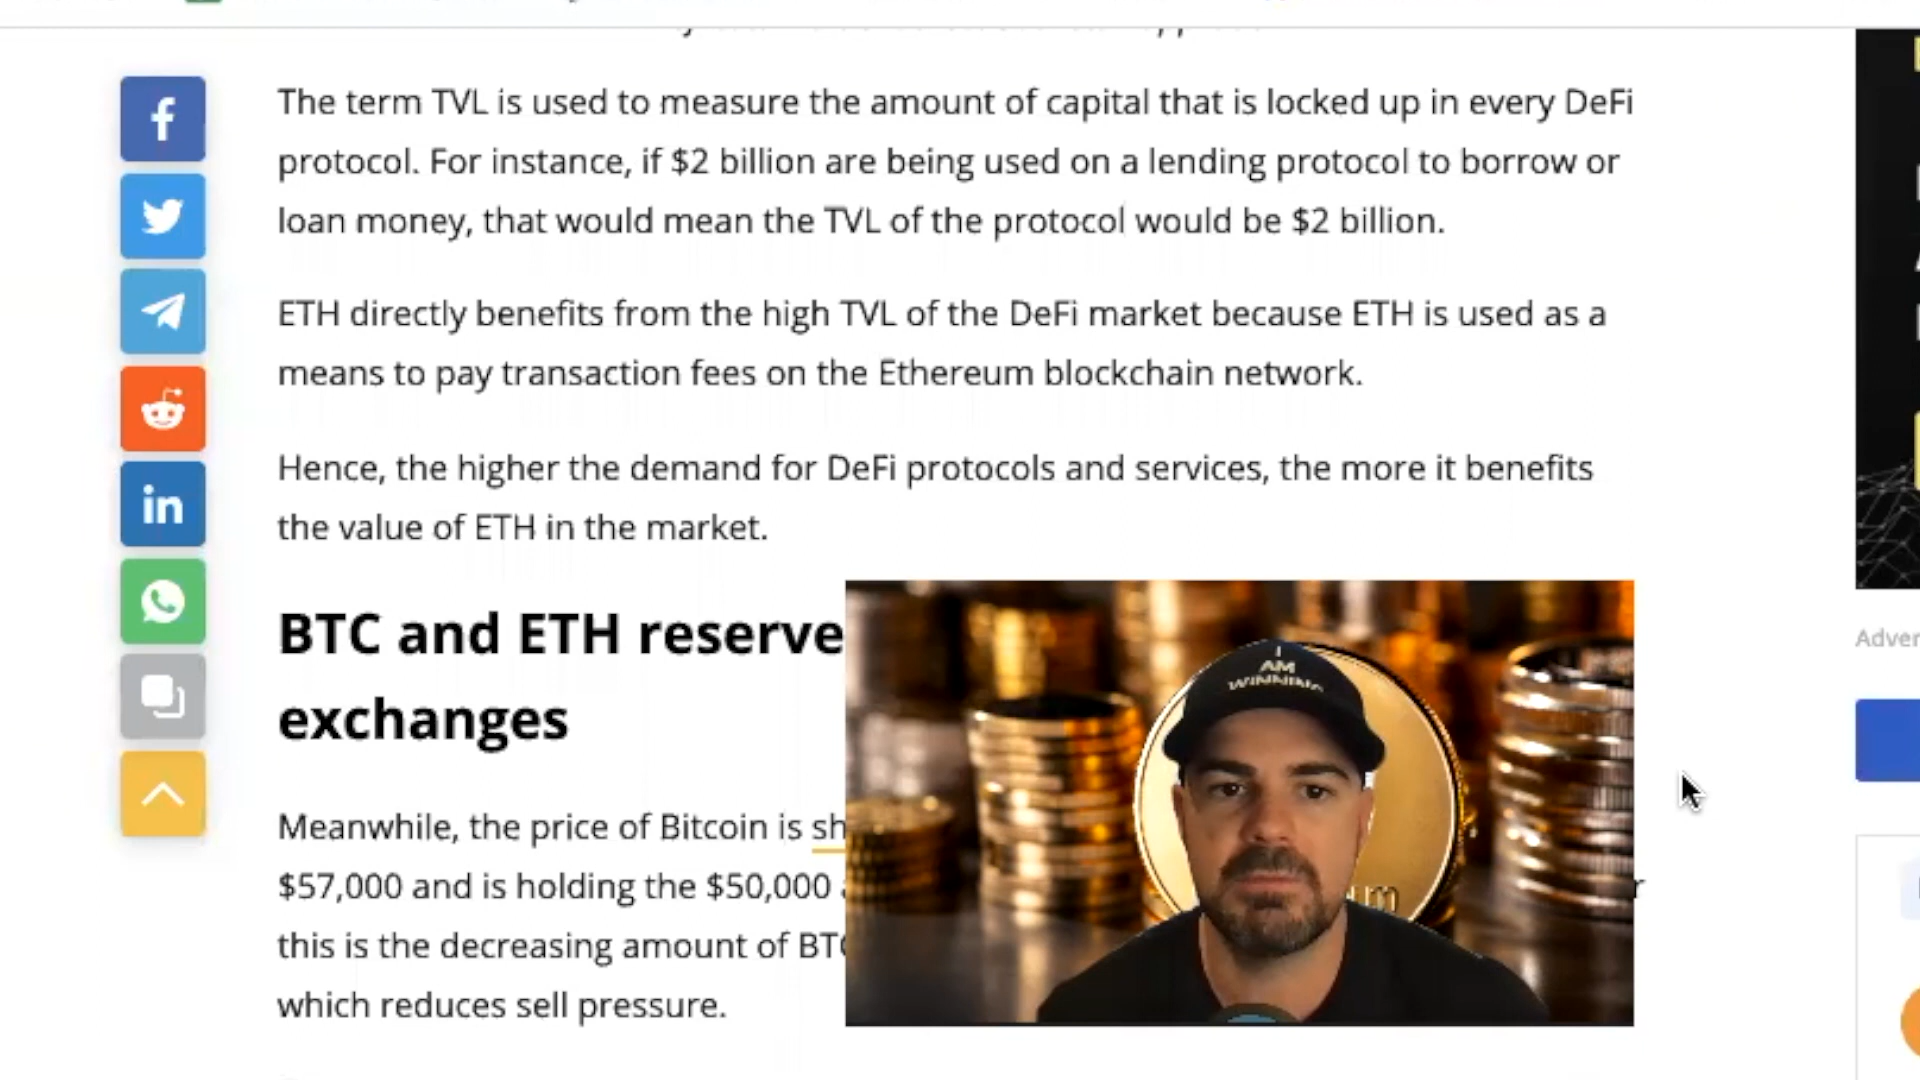 The term TVL is used to measure the amount of capital that is locked up in every DeFi
protocol. For instance, if $2 billion are being used on a lending protocol to borrow or
loan money, that would mean the TVL of the protocol would be $2 billion.
ETH directly benefits from the high TVL of the DeFi market because ETH is used as a
means to pay transaction fees on the Ethereum blockchain network.
Hence, the higher the demand for DeFi protocols and services, the more it benefits
the value of ETH in the market.
BTC and ETH reserve
exchanges
Meanwhile, the price of Bitcoin is sh
$57,000 and is holding the $50,000
this is the decreasing amount of BTC
which reduces sell pressure.
I
AM
WINNING
um
Adver
in